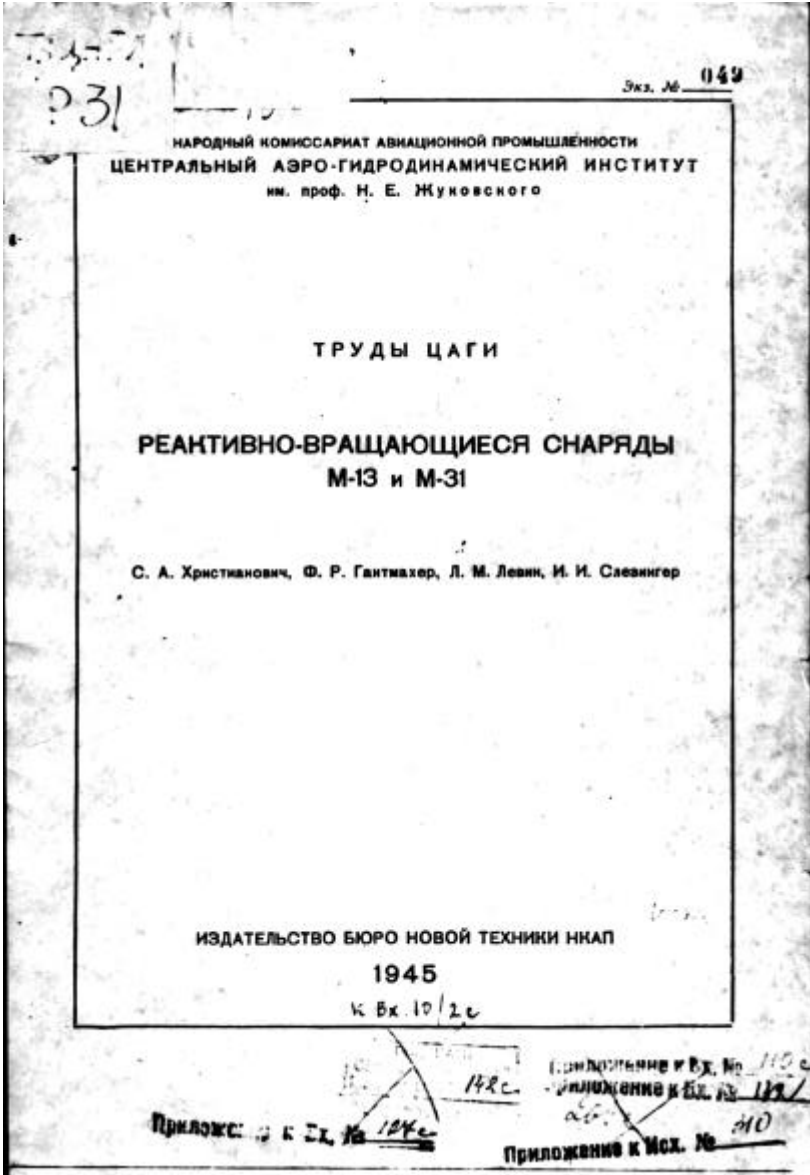 Р31
Экз. № 049
НАРОДНЫЙ КОМИССАРИАТ АВИАЦИОННОЙ ПРОМЫШЛЕННОСТИ
ЦЕНТРАЛЬНЫЙ АЭРО-ГИДРОДИНАМИЧЕСКИЙ ИНСТИТУТ
им. проф. Н. Е. Жуковского
ТРУДЫ ЦАГИ
РЕАКТИВНО-ВРАЩАЮЩИЕСЯ СНАРЯДЫ
М-13 и М-31
С. А. Христианович, Ф. Р. Гантмахер, Л. М. Левин, И. И. Слезингер
ИЗДАТЕЛЬСТВО БЮРО НОВОЙ ТЕХНИКИ НКАП
1945
к Вх. 10/2с
Приложение к Вх. №
142с
Приложение к Вх. №
к Вх. № 124с
Приложение к Исх. № 310